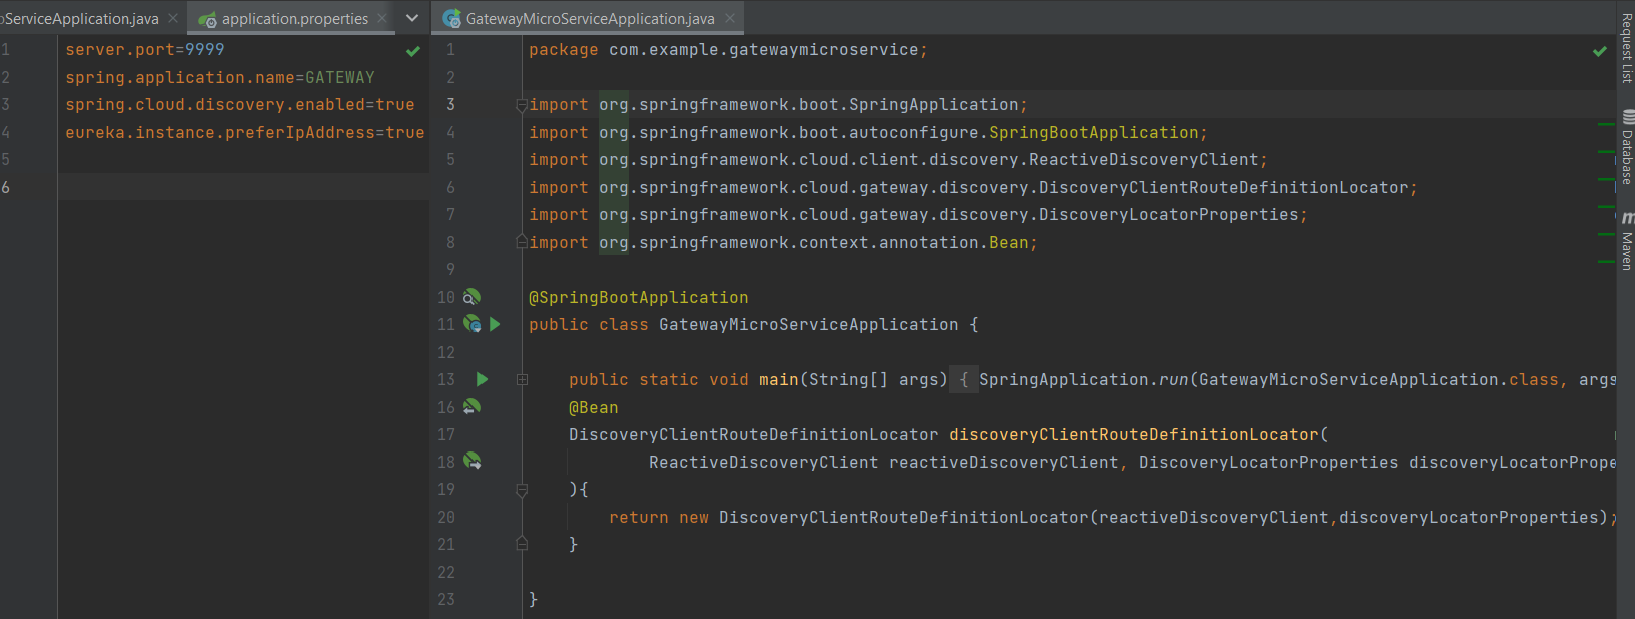 oServiceApplication.java
application.properties
GatewayMicroServiceApplication.java
1 server.port=9999
2 spring.application.name=GATEWAY
3 spring.cloud.discovery.enabled=true
4 eureka.instance.preferIpAddress=true
5
6
1 package com.example.gatewaymicroservice;
2
3 import org.springframework.boot.SpringApplication;
4 import org.springframework.boot.autoconfigure.SpringBootApplication;
5 import org.springframework.cloud.client.discovery.ReactiveDiscoveryClient;
6 import org.springframework.cloud.gateway.discovery.DiscoveryClientRouteDefinitionLocator;
7 import org.springframework.cloud.gateway.discovery.DiscoveryLocatorProperties;
8 import org.springframework.context.annotation.Bean;
9
10 @SpringBootApplication
11 public class GatewayMicroServiceApplication {
12
13 public static void main(String[] args) { SpringApplication.run(GatewayMicroServiceApplication.class, args
16 @Bean
17 DiscoveryClientRouteDefinitionLocator discoveryClientRouteDefinitionLocator(
18 ReactiveDiscoveryClient reactiveDiscoveryClient, DiscoveryLocatorProperties discoveryLocatorPrope
19 ){
20 return new DiscoveryClientRouteDefinitionLocator(reactiveDiscoveryClient,discoveryLocatorProperties);
21 }
22
23 }
Request List
Database
m
Maven